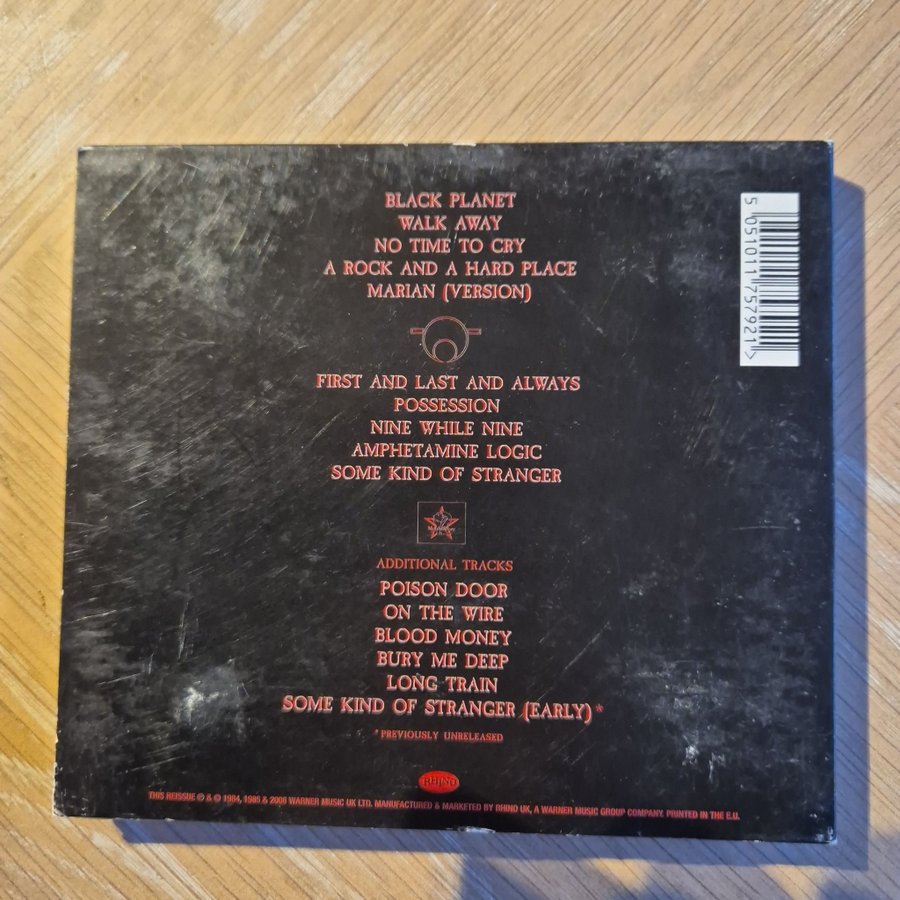 BLACK PLANET
WALK AWAY
NO TIME TO CRY
A ROCK AND A HARD PLACE
MARIAN (VERSION)
5 051011 757921 >
FIRST AND LAST AND ALWAYS
POSSESSION
NINE WHILE NINE
AMPHETAMINE LOGIC
SOME KIND OF STRANGER
ADDITIONAL TRACKS
POISON DOOR
ON THE WIRE
BLOOD MONEY
BURY ME DEEP
LONG TRAIN
SOME KIND OF STRANGER (EARLY) *
* PREVIOUSLY UNRELEASED
RHINO
THIS REISSUE ℗ & © 1984, 1985 & 2006 WARNER MUSIC UK LTD. MANUFACTURED & MARKETED BY RHINO UK, A WARNER MUSIC GROUP COMPANY. PRINTED IN THE E.U.